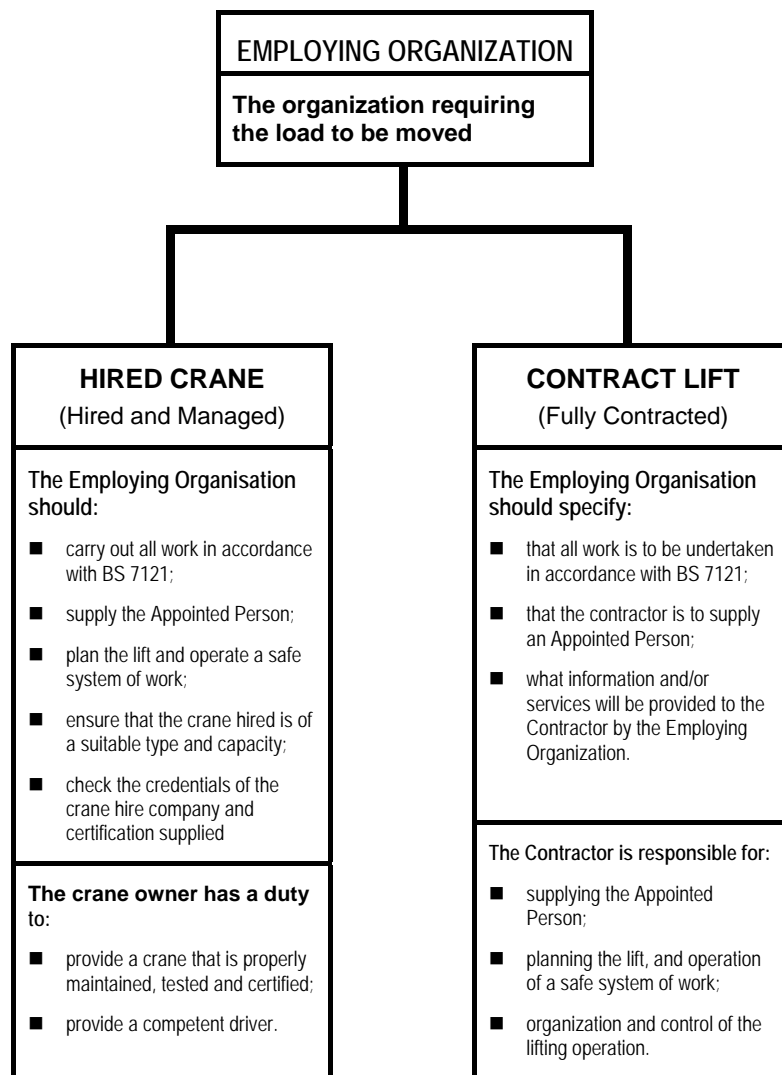 EMPLOYING ORGANIZATION
The organization requiring
the load to be moved
HIRED CRANE
(Hired and Managed)
The Employing Organisation
should:
■ carry out all work in accordance
with BS 7121;
■ supply the Appointed Person;
■ plan the lift and operate a safe
system of work;
■ ensure that the crane hired is of
a suitable type and capacity;
■ check the credentials of the
crane hire company and
certification supplied
The crane owner has a duty
to:
■ provide a crane that is properly
maintained, tested and certified;
■ provide a competent driver.
CONTRACT LIFT
(Fully Contracted)
The Employing Organisation
should specify:
■ that all work is to be undertaken
in accordance with BS 7121;
■ that the contractor is to supply
an Appointed Person;
■ what information and/or
services will be provided to the
Contractor by the Employing
Organization.
The Contractor is responsible for:
■ supplying the Appointed
Person;
■ planning the lift, and operation
of a safe system of work;
■ organization and control of the
lifting operation.